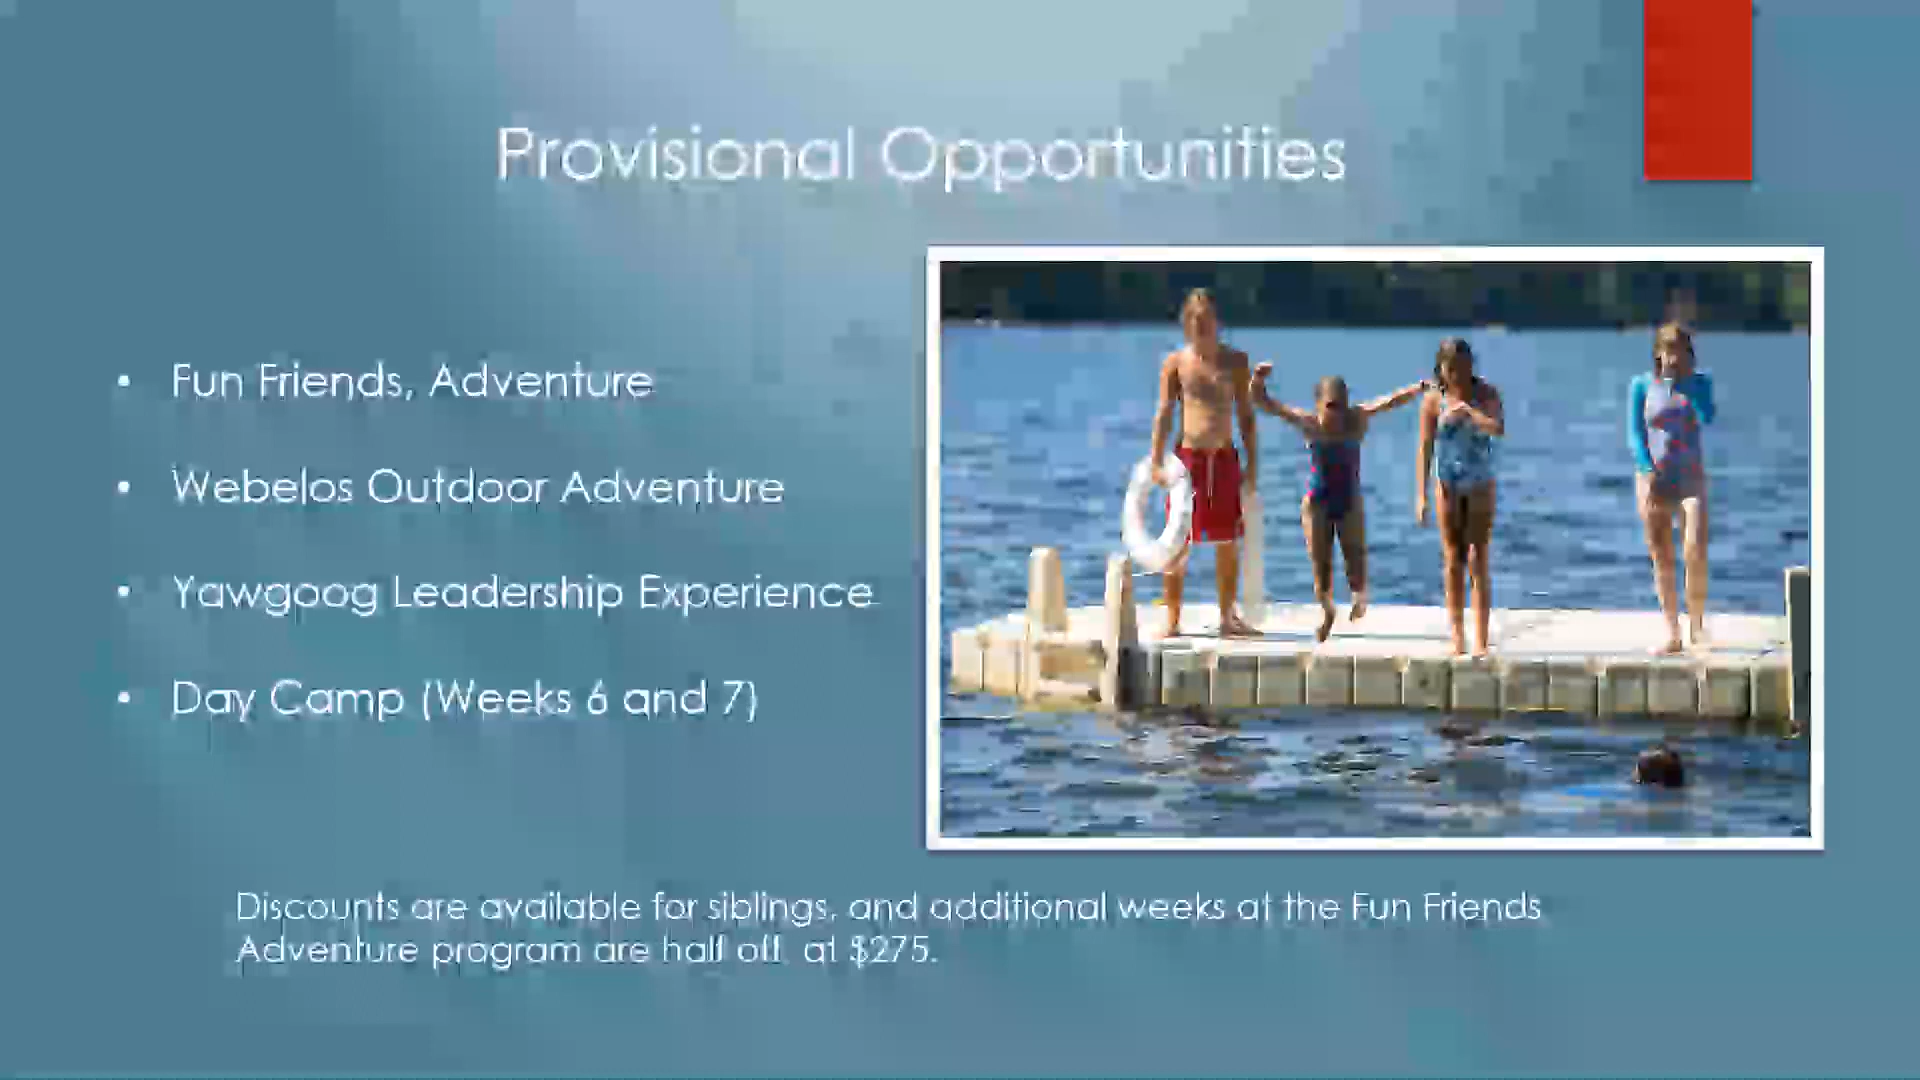 Provisional Opportunities
• Fun Friends, Adventure
• Webelos Outdoor Adventure
• Yawgoog Leadership Experience
• Day Camp (Weeks 6 and 7)
Discounts are available for siblings, and additional weeks at the Fun Friends
Adventure program are half off, at $275.